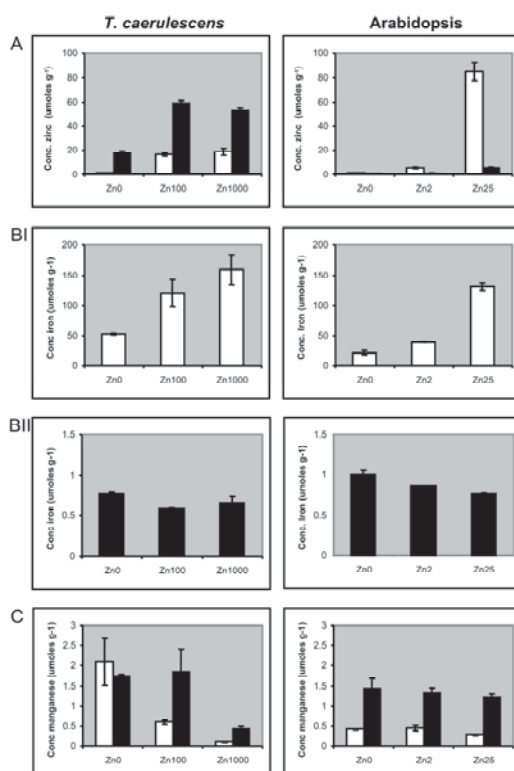 T. caerulescens
Arabidopsis
A
Conc. zinc (umoles g-1)
100
80
60
40
20
0
Zn0 Zn100 Zn1000
Conc. zinc (umoles g-1)
100
80
60
40
20
0
Zn0 Zn2 Zn25
BI
Conc iron (umoles g-1)
200
150
100
50
0
Zn0 Zn100 Zn1000
Conc. Iron (umoles g-1)
200
150
100
50
0
Zn0 Zn2 Zn25
BII
Conc iron (umoles g-1)
1.5
1
0.5
0
Zn0 Zn100 Zn1000
Conc. Iron (umoles g-1)
1.5
1
0.5
0
Zn0 Zn2 Zn25
C
Conc manganese (umoles g-1)
3
2.5
2
1.5
1
0.5
0
Zn0 Zn100 Zn1000
Conc manganese (umoles g-1)
3
2.5
2
1.5
1
0.5
0
Zn0 Zn2 Zn25